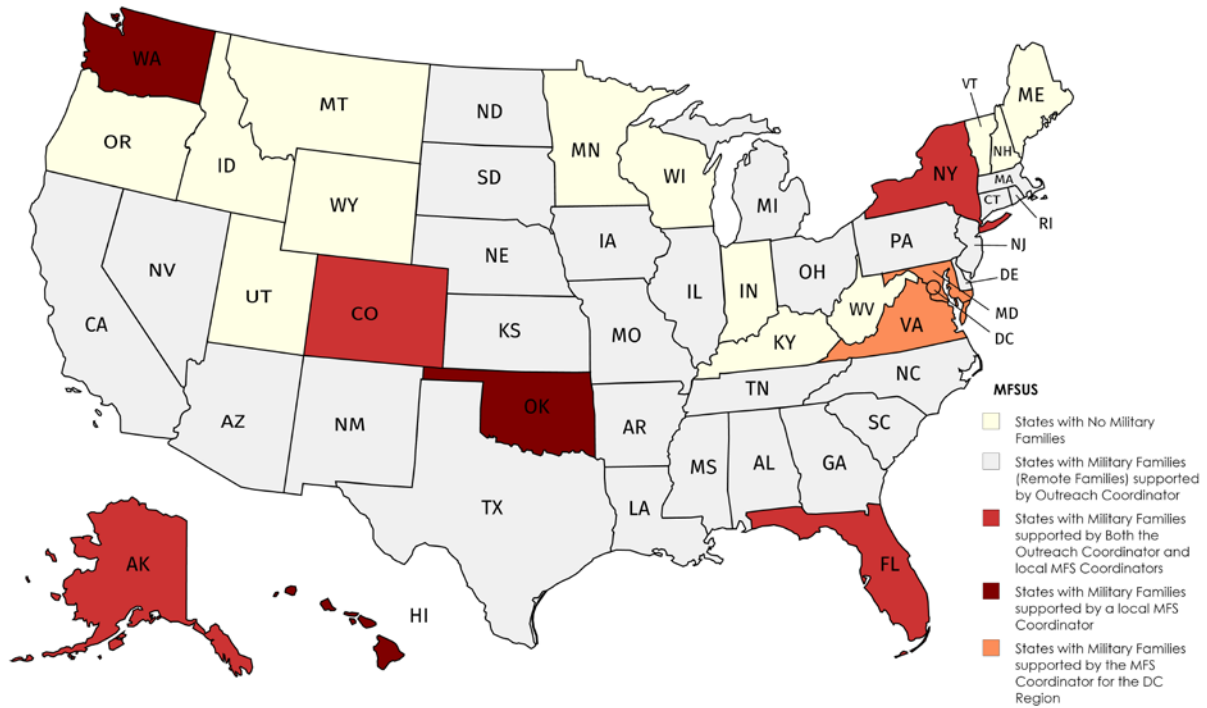 WA
MT
ND
MN
VT
ME
OR
ID
SD
WI
NH
NY
MA
WY
MI
CT
RI
IA
PA
NE
NJ
NV
OH
UT
IL
IN
DE
CO
WV
MD
CA
KS
MO
VA
DC
KY
NC
TN
AZ
NM
OK
AR
SC
MS
AL
GA
TX
LA
AK
HI
FL
MFSUS
States with No Military
Families
States with Military Families
(Remote Families) supported
by Outreach Coordinator
States with Military Families
supported by Both the
Outreach Coordinator and
local MFS Coordinators
States with Military Families
supported by a local MFS
Coordinator
States with Military Families
supported by the MFS
Coordinator for the DC
Region